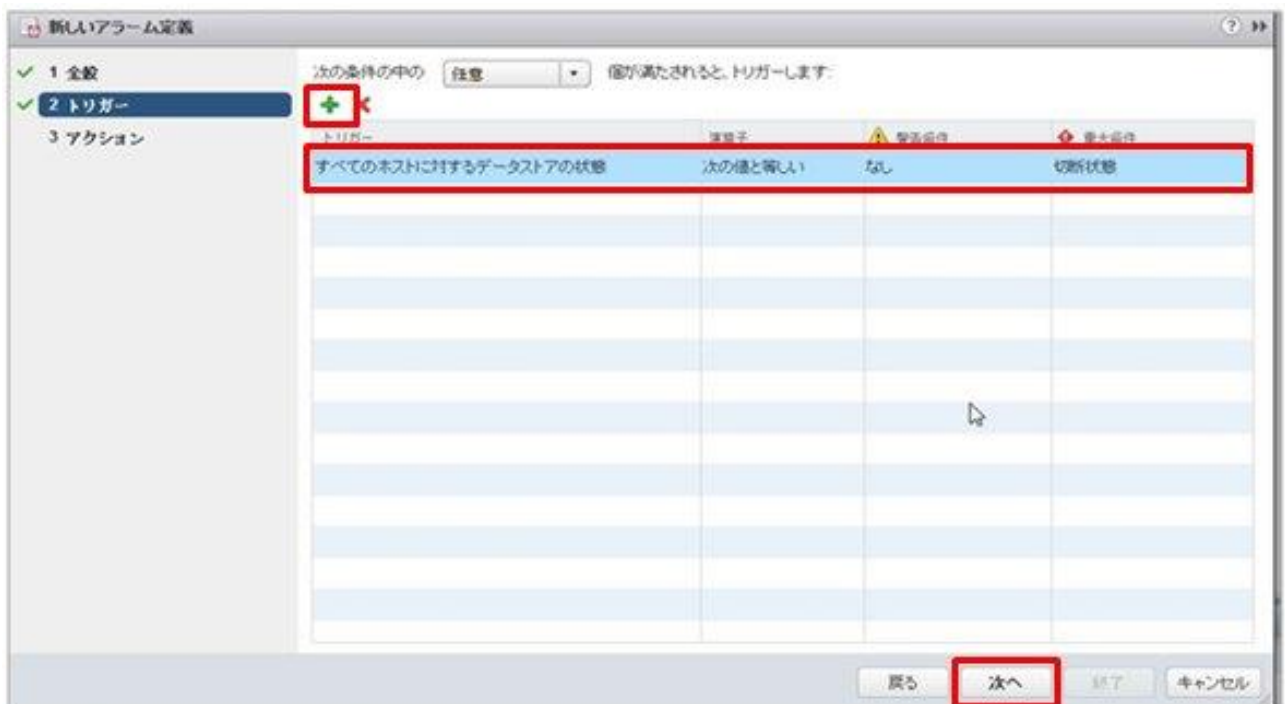 新しいアラーム定義
1 全般
2 トリガー
3 アクション
次の条件の中の 任意 個が満たされると、トリガーします:
トリガー 演算子 警告条件 重大条件
すべてのホストに対するデータストアの状態 次の値と等しい なし 切断状態
戻る 次へ 終了 キャンセル